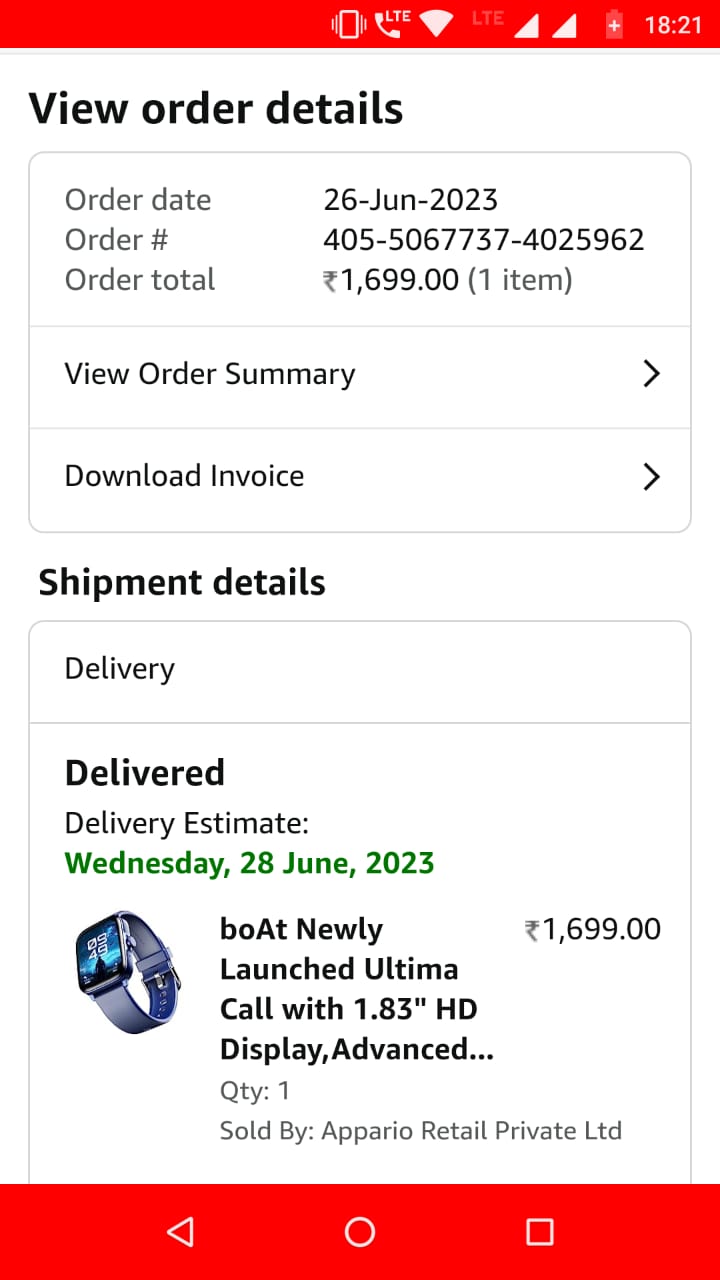 LTE LTE 18:21
View order details
Order date 26-Jun-2023
Order # 405-5067737-4025962
Order total ₹1,699.00 (1 item)
View Order Summary
Download Invoice
Shipment details
Delivery
Delivered
Delivery Estimate:
Wednesday, 28 June, 2023
boAt Newly ₹1,699.00
Launched Ultima
Call with 1.83" HD
Display,Advanced...
Qty: 1
Sold By: Appario Retail Private Ltd